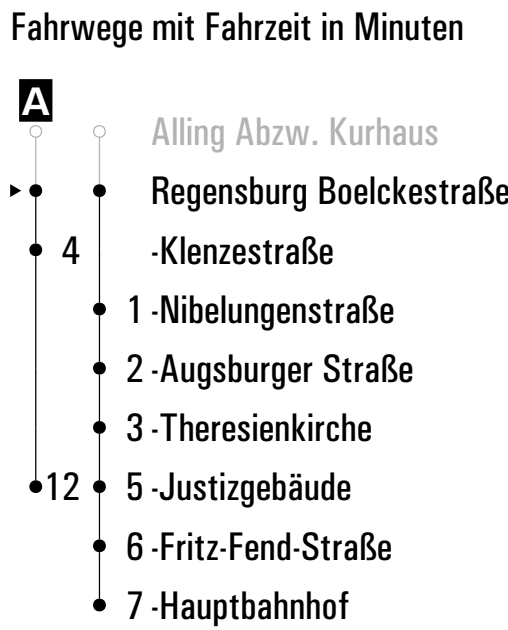 Fahrwege mit Fahrzeit in Minuten
A
Alling Abzw. Kurhaus
Regensburg Boelckestraße
4 -Klenzestraße
1 -Nibelungenstraße
2 -Augsburger Straße
3 -Theresienkirche
12 5 -Justizgebäude
6 -Fritz-Fend-Straße
7 -Hauptbahnhof